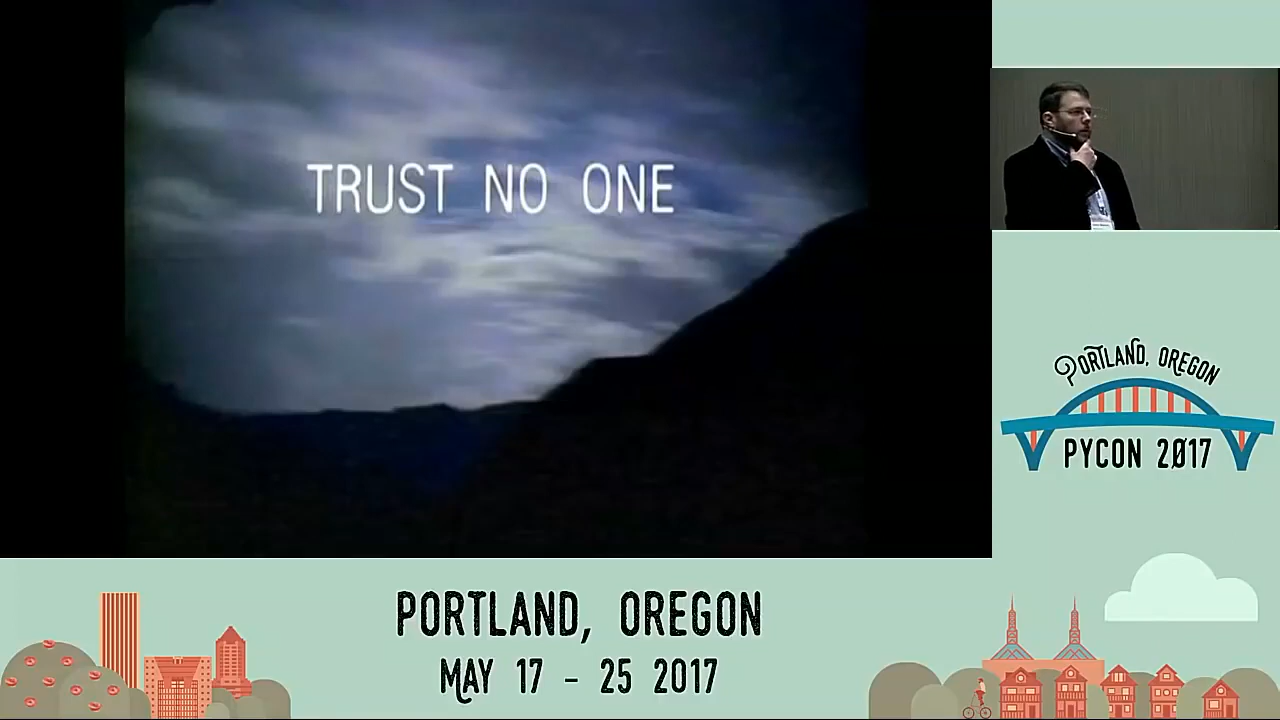 TRUST NO ONE
PORTLAND, OREGON
PYCON 2017
PORTLAND, OREGON
MAY 17 - 25 2017